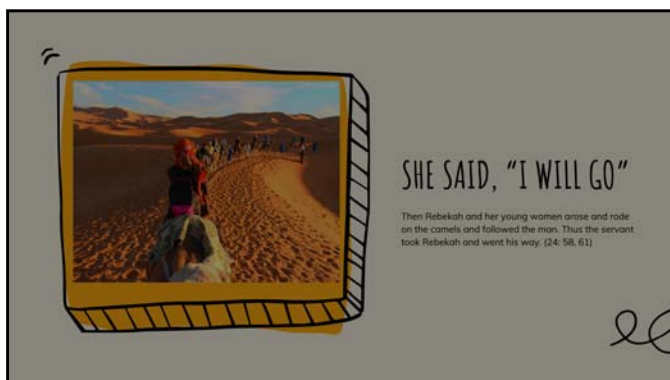 SHE SAID, “I WILL GO”
Then Rebekah and her young women arose and rode
on the camels and followed the man. Thus the servant
took Rebekah and went his way. (24: 58, 61)